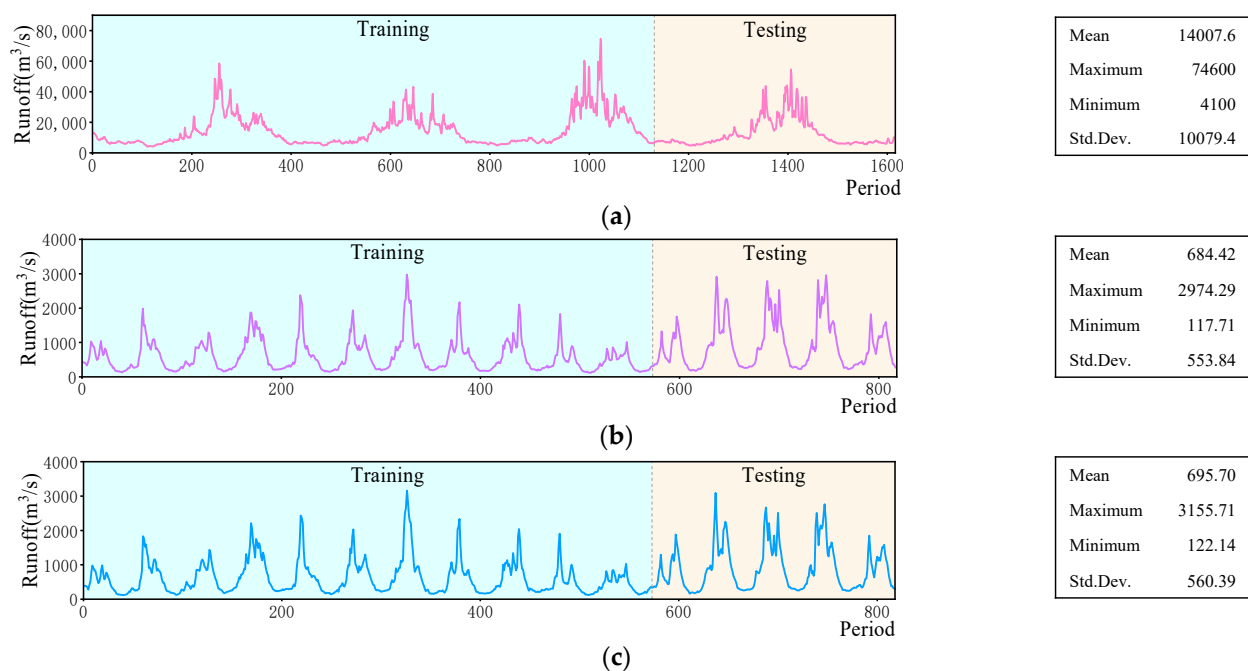 Training Testing
Runoff(m³/s)
80,000
60,000
40,000
20,000
0
0 200 400 600 800 1000 1200 1400 1600
Period
Mean 14007.6
Maximum 74600
Minimum 4100
Std.Dev. 10079.4
(a)
Training Testing
Runoff(m³/s)
4000
3000
2000
1000
0
0 200 400 600 800
Period
Mean 684.42
Maximum 2974.29
Minimum 117.71
Std.Dev. 553.84
(b)
Training Testing
Runoff(m³/s)
4000
3000
2000
1000
0
0 200 400 600 800
Period
Mean 695.70
Maximum 3155.71
Minimum 122.14
Std.Dev. 560.39
(c)